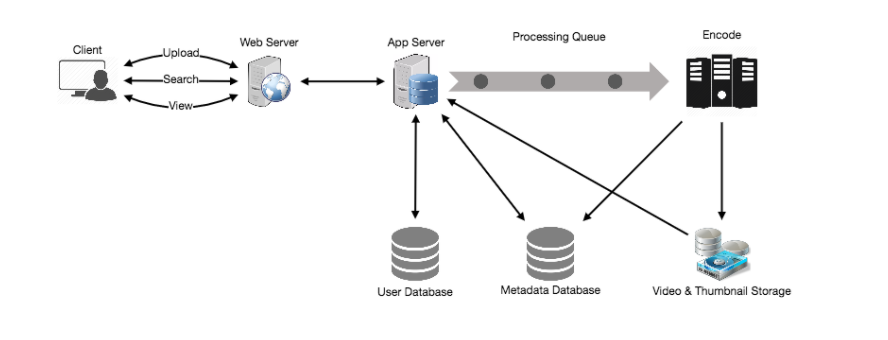 Client
Upload
Search
View
Web Server
App Server
Processing Queue
Encode
User Database
Metadata Database
Video & Thumbnail Storage